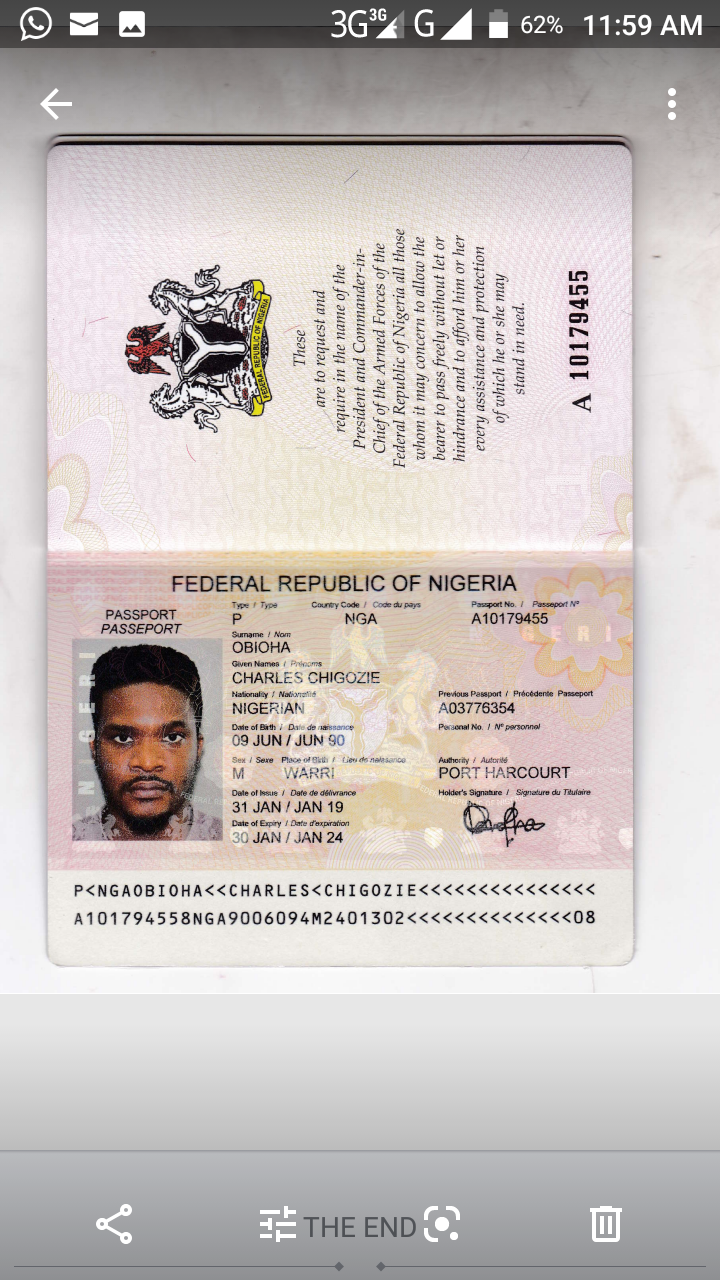 3G 3G G 62% 11:59 AM
FEDERAL REPUBLIC OF NIGERIA
These
are to request and
require in the name of the
President and Commander-in-
Chief of the Armed Forces of the
Federal Republic of Nigeria all those
whom it may concern to allow the
bearer to pass freely without let or
hindrance and to afford him or her
every assistance and protection
of which he or she may
stand in need.
A 10179455
FEDERAL REPUBLIC OF NIGERIA
PASSPORT
PASSEPORT
Type / Type Country Code / Code du pays Passport No. / Passeport Nº
P NGA A10179455
Surname / Nom
OBIOHA
Given Names / Prénoms
CHARLES CHIGOZIE
Nationality / Nationalité Previous Passport / Précédente Passeport
NIGERIAN A03776354
Date of Birth / Date de naissance Personal No. / Nº personnel
09 JUN / JUN 90
Sex / Sexe Place of Birth / Lieu de naissance Authority / Autorité
M WARRI PORT HARCOURT
Date of Issue / Date de délivrance Holder's Signature / Signature du Titulaire
31 JAN / JAN 19
Date of Expiry / Date d'expiration
30 JAN / JAN 24
P<NGAOBIOHA<<CHARLES<CHIGOZIE<<<<<<<<<<<<<<<
A101794558NGA9006094M2401302<<<<<<<<<<<<<<08
THE END